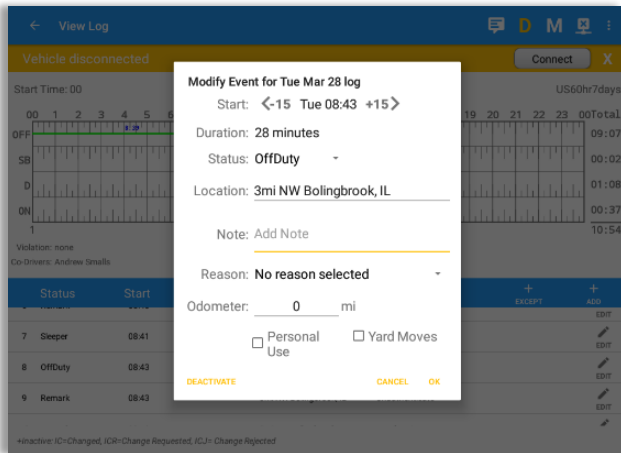 View Log
D M
Vehicle disconnected
Connect X
Start Time: 00
US60hr7days
00 1 2 3 4 5 6
19 20 21 22 23 00Total
OFF
09:07
SB
00:02
D
01:08
ON
00:37
1
10:54
Violation: none
Co-Drivers: Andrew Smalls
Modify Event for Tue Mar 28 log
Start: -15 Tue 08:43 +15
Duration: 28 minutes
Status: OffDuty
Location: 3mi NW Bolingbrook, IL
Note: Add Note
Reason: No reason selected
Odometer: 0 mi
Personal Use
Yard Moves
DEACTIVATE CANCEL OK
Status Start
+ EXCEPT
+ ADD
EDIT
7 Sleeper 08:41
EDIT
8 OffDuty 08:43
EDIT
9 Remark 08:43
EDIT
+Inactive: IC=Changed, ICR=Change Requested, ICJ= Change Rejected